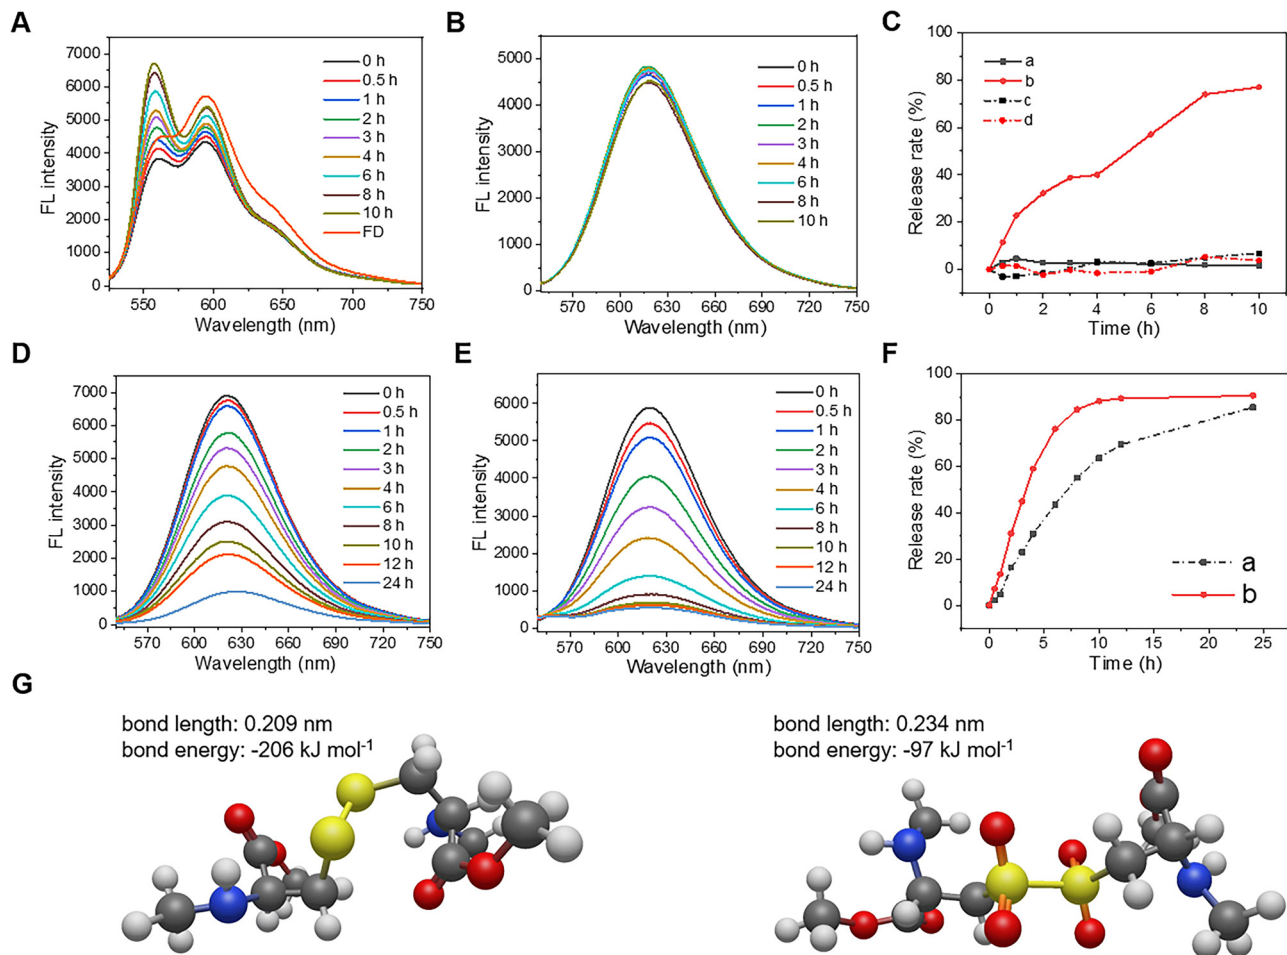 A
7000
6000
5000
4000
3000
2000
1000
0
FL intensity
550
600
650
700
750
Wavelength (nm)
0 h
0.5 h
1 h
2 h
3 h
4 h
6 h
8 h
10 h
FD
B
5000
4000
3000
2000
1000
0
FL intensity
570
600
630
660
690
720
750
Wavelength (nm)
0 h
0.5 h
1 h
2 h
3 h
4 h
6 h
8 h
10 h
C
100
80
60
40
20
0
Release rate (%)
0
2
4
6
8
10
Time (h)
a
b
c
d
D
7000
6000
5000
4000
3000
2000
1000
0
FL intensity
570
600
630
660
690
720
750
Wavelength (nm)
0 h
0.5 h
1 h
2 h
3 h
4 h
6 h
8 h
10 h
12 h
24 h
E
6000
5000
4000
3000
2000
1000
0
FL intensity
570
600
630
660
690
720
750
Wavelength (nm)
0 h
0.5 h
1 h
2 h
3 h
4 h
6 h
8 h
10 h
12 h
24 h
F
100
80
60
40
20
0
Release rate (%)
0
5
10
15
20
25
Time (h)
a
b
G
bond length: 0.209 nm
bond energy: -206 kJ mol⁻¹
bond length: 0.234 nm
bond energy: -97 kJ mol⁻¹